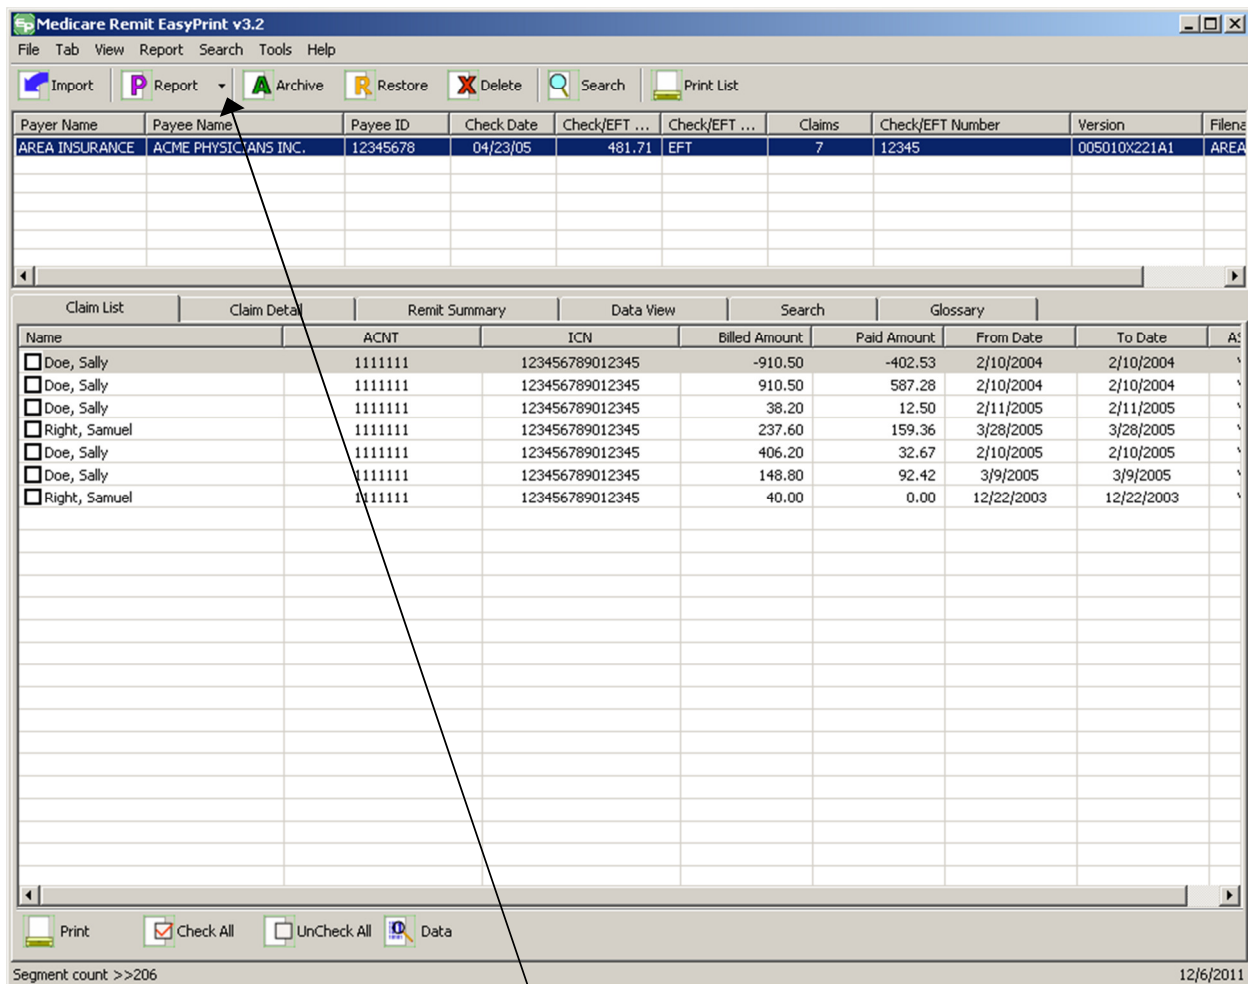 Medicare Remit EasyPrint v3.2
File Tab View Report Search Tools Help
Import P Report A Archive R Restore X Delete Search Print List
Payer Name Payee Name Payee ID Check Date Check/EFT ... Check/EFT ... Claims Check/EFT Number Version Filena
AREA INSURANCE ACME PHYSICIANS INC. 12345678 04/23/05 481.71 EFT 7 12345 005010X221A1 AREA
Claim List Claim Detail Remit Summary Data View Search Glossary
Name ACNT ICN Billed Amount Paid Amount From Date To Date AS
Doe, Sally 1111111 123456789012345 -910.50 -402.53 2/10/2004 2/10/2004
Doe, Sally 1111111 123456789012345 910.50 587.28 2/10/2004 2/10/2004
Doe, Sally 1111111 123456789012345 38.20 12.50 2/11/2005 2/11/2005
Right, Samuel 1111111 123456789012345 237.60 159.36 3/28/2005 3/28/2005
Doe, Sally 1111111 123456789012345 406.20 32.67 2/10/2005 2/10/2005
Doe, Sally 1111111 123456789012345 148.80 92.42 3/9/2005 3/9/2005
Right, Samuel 1111111 123456789012345 40.00 0.00 12/22/2003 12/22/2003
Print Check All UnCheck All Data
Segment count >>206 12/6/2011